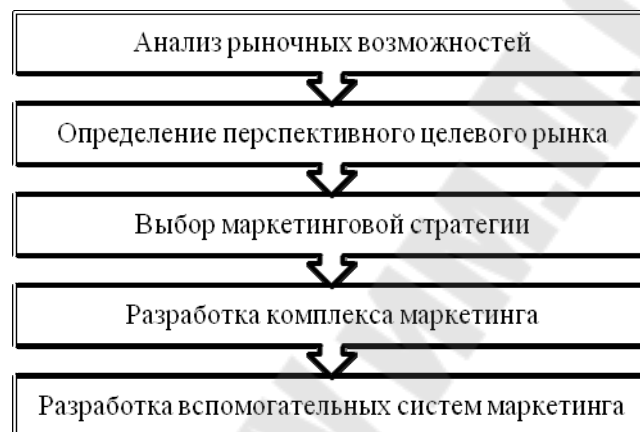 Анализ рыночных возможностей
Определение перспективного целевого рынка
Выбор маркетинговой стратегии
Разработка комплекса маркетинга
Разработка вспомогательных систем маркетинга